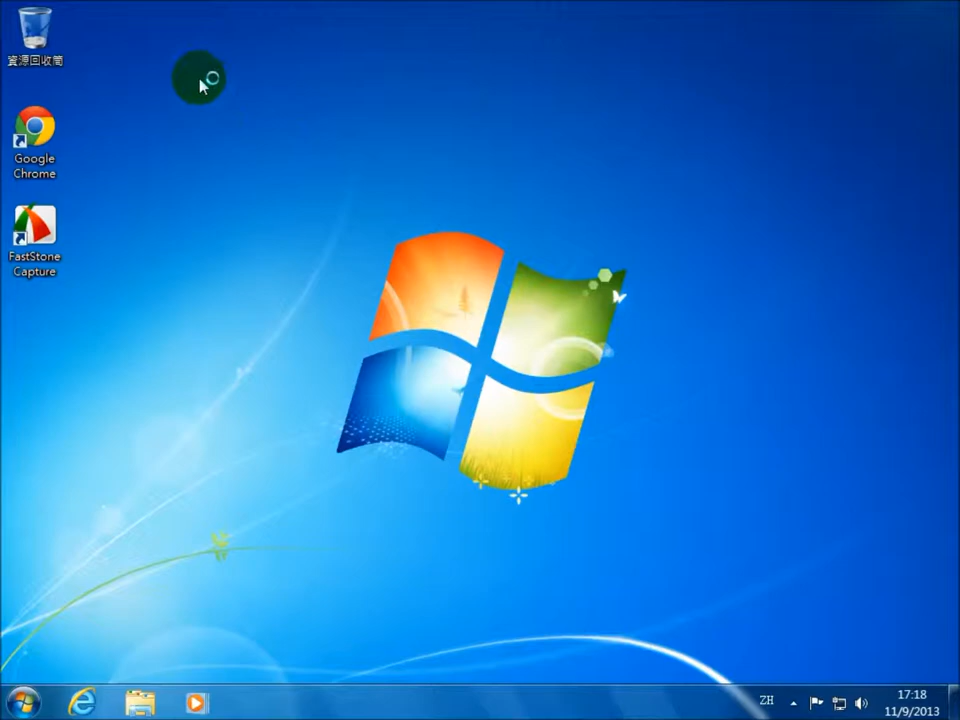 資源回收筒
Google
Chrome
FastStone
Capture
ZH
17:18
11/9/2013